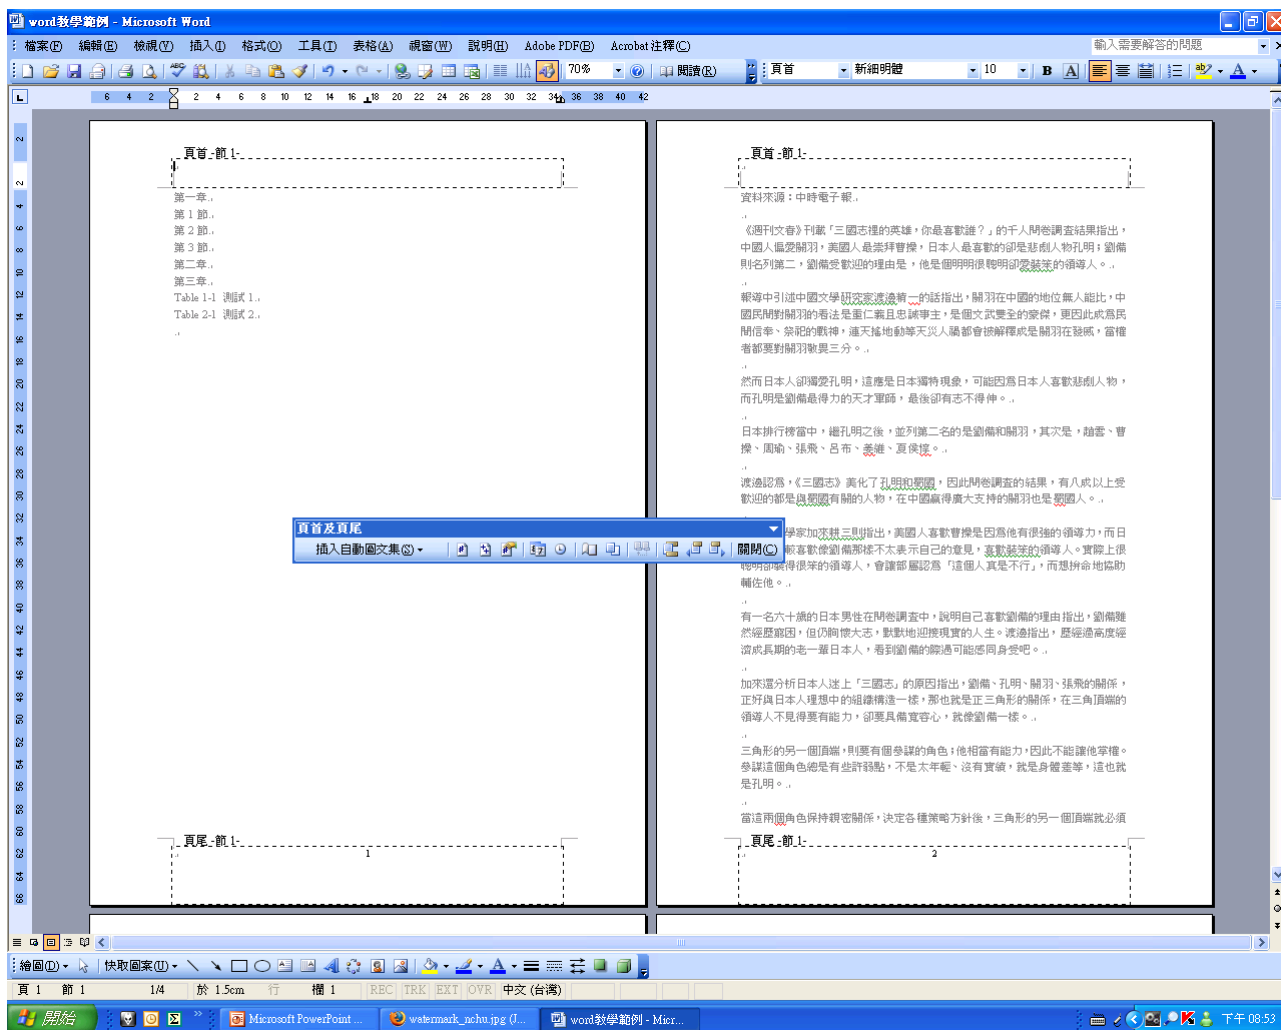 word教學範例 - Microsoft Word
檔案(F) 編輯(E) 檢視(V) 插入(I) 格式(O) 工具(T) 表格(A) 視窗(W) 說明(H) Adobe PDF(B) Acrobat 注釋(C) 輸入需要解答的問題
70% 閱讀(R) 頁首 新細明體 10 B A
6 4 2 2 4 6 8 10 12 14 16 18 20 22 24 26 28 30 32 34 36 38 40 42
頁首 -節 1-
第一章
第 1 節
第 2 節
第 3 節
第二章
第三章
Table 1-1 測試 1
Table 2-1 測試 2
頁尾 -節 1-
1
頁首 -節 1-
資料來源：中時電子報
《週刊文春》刊載「三國志裡的英雄，你最喜歡誰？」的千人問卷調查結果指出，
中國人偏愛關羽，美國人最崇拜曹操，日本人最喜歡的卻是悲劇人物孔明；劉備
則名列第二，劉備受歡迎的理由是，他是個明明很聰明卻愛裝笨的領導人。
報導中引述中國文學研究家渡邊精一的話指出，關羽在中國的地位無人能比，中
國民間對關羽的看法是重仁義且忠誠事主，是個文武雙全的豪傑，更因此成為民
間信奉、祭祀的戰神，連天搖地動等天災人禍都會被解釋成是關羽在發威，當權
者都要對關羽敬畏三分。
然而日本人卻獨愛孔明，這應是日本獨特現象，可能因為日本人喜歡悲劇人物，
而孔明是劉備最得力的天才軍師，最後卻有志不得伸。
日本排行榜當中，繼孔明之後，並列第二名的是劉備和關羽，其次是，趙雲、曹
操、周瑜、張飛、呂布、姜維、夏侯惇。
渡邊認為，《三國志》美化了孔明和蜀國，因此問卷調查的結果，有八成以上受
歡迎的都是與蜀國有關的人物，在中國贏得廣大支持的關羽也是蜀國人。
學家加來耕三則指出，美國人喜歡曹操是因為他有很強的領導力，而日
較喜歡像劉備那樣不太表示自己的意見，喜歡裝笨的領導人。實際上很
聰明卻裝得很笨的領導人，會讓部屬認為「這個人真是不行」，而想拚命地協助
輔佐他。
有一名六十歲的日本男性在問卷調查中，說明自己喜歡劉備的理由指出，劉備雖
然經歷窮困，但仍胸懷大志，默默地迎接現實的人生。渡邊指出，歷經過高度經
濟成長期的老一輩日本人，看到劉備的際遇可能感同身受吧。
加來還分析日本人迷上「三國志」的原因指出，劉備、孔明、關羽、張飛的關係，
正好與日本人理想中的組織構造一樣，那也就是正三角形的關係，在三角頂端的
領導人不見得要有能力，卻要具備寬容心，就像劉備一樣。
三角形的另一個頂端，則要有個參謀的角色；他相當有能力，因此不能讓他掌權。
參謀這個角色總是有些許弱點，不是太年輕、沒有實績，就是身體差等，這也就
是孔明。
當這兩個角色保持親密關係，決定各種策略方針後，三角形的另一個頂端就必須
頁尾 -節 1-
2
頁首及頁尾
插入自動圖文集(S) 關閉(C)
繪圖(D) 快取圖案(U)
頁 1 節 1 1/4 於 1.5cm 行 欄 1 REC TRK EXT OVR 中文 (台灣)
開始 Microsoft PowerPoint ... watermark_nchu.jpg (J... word教學範例 - Micr... 下午 08:53